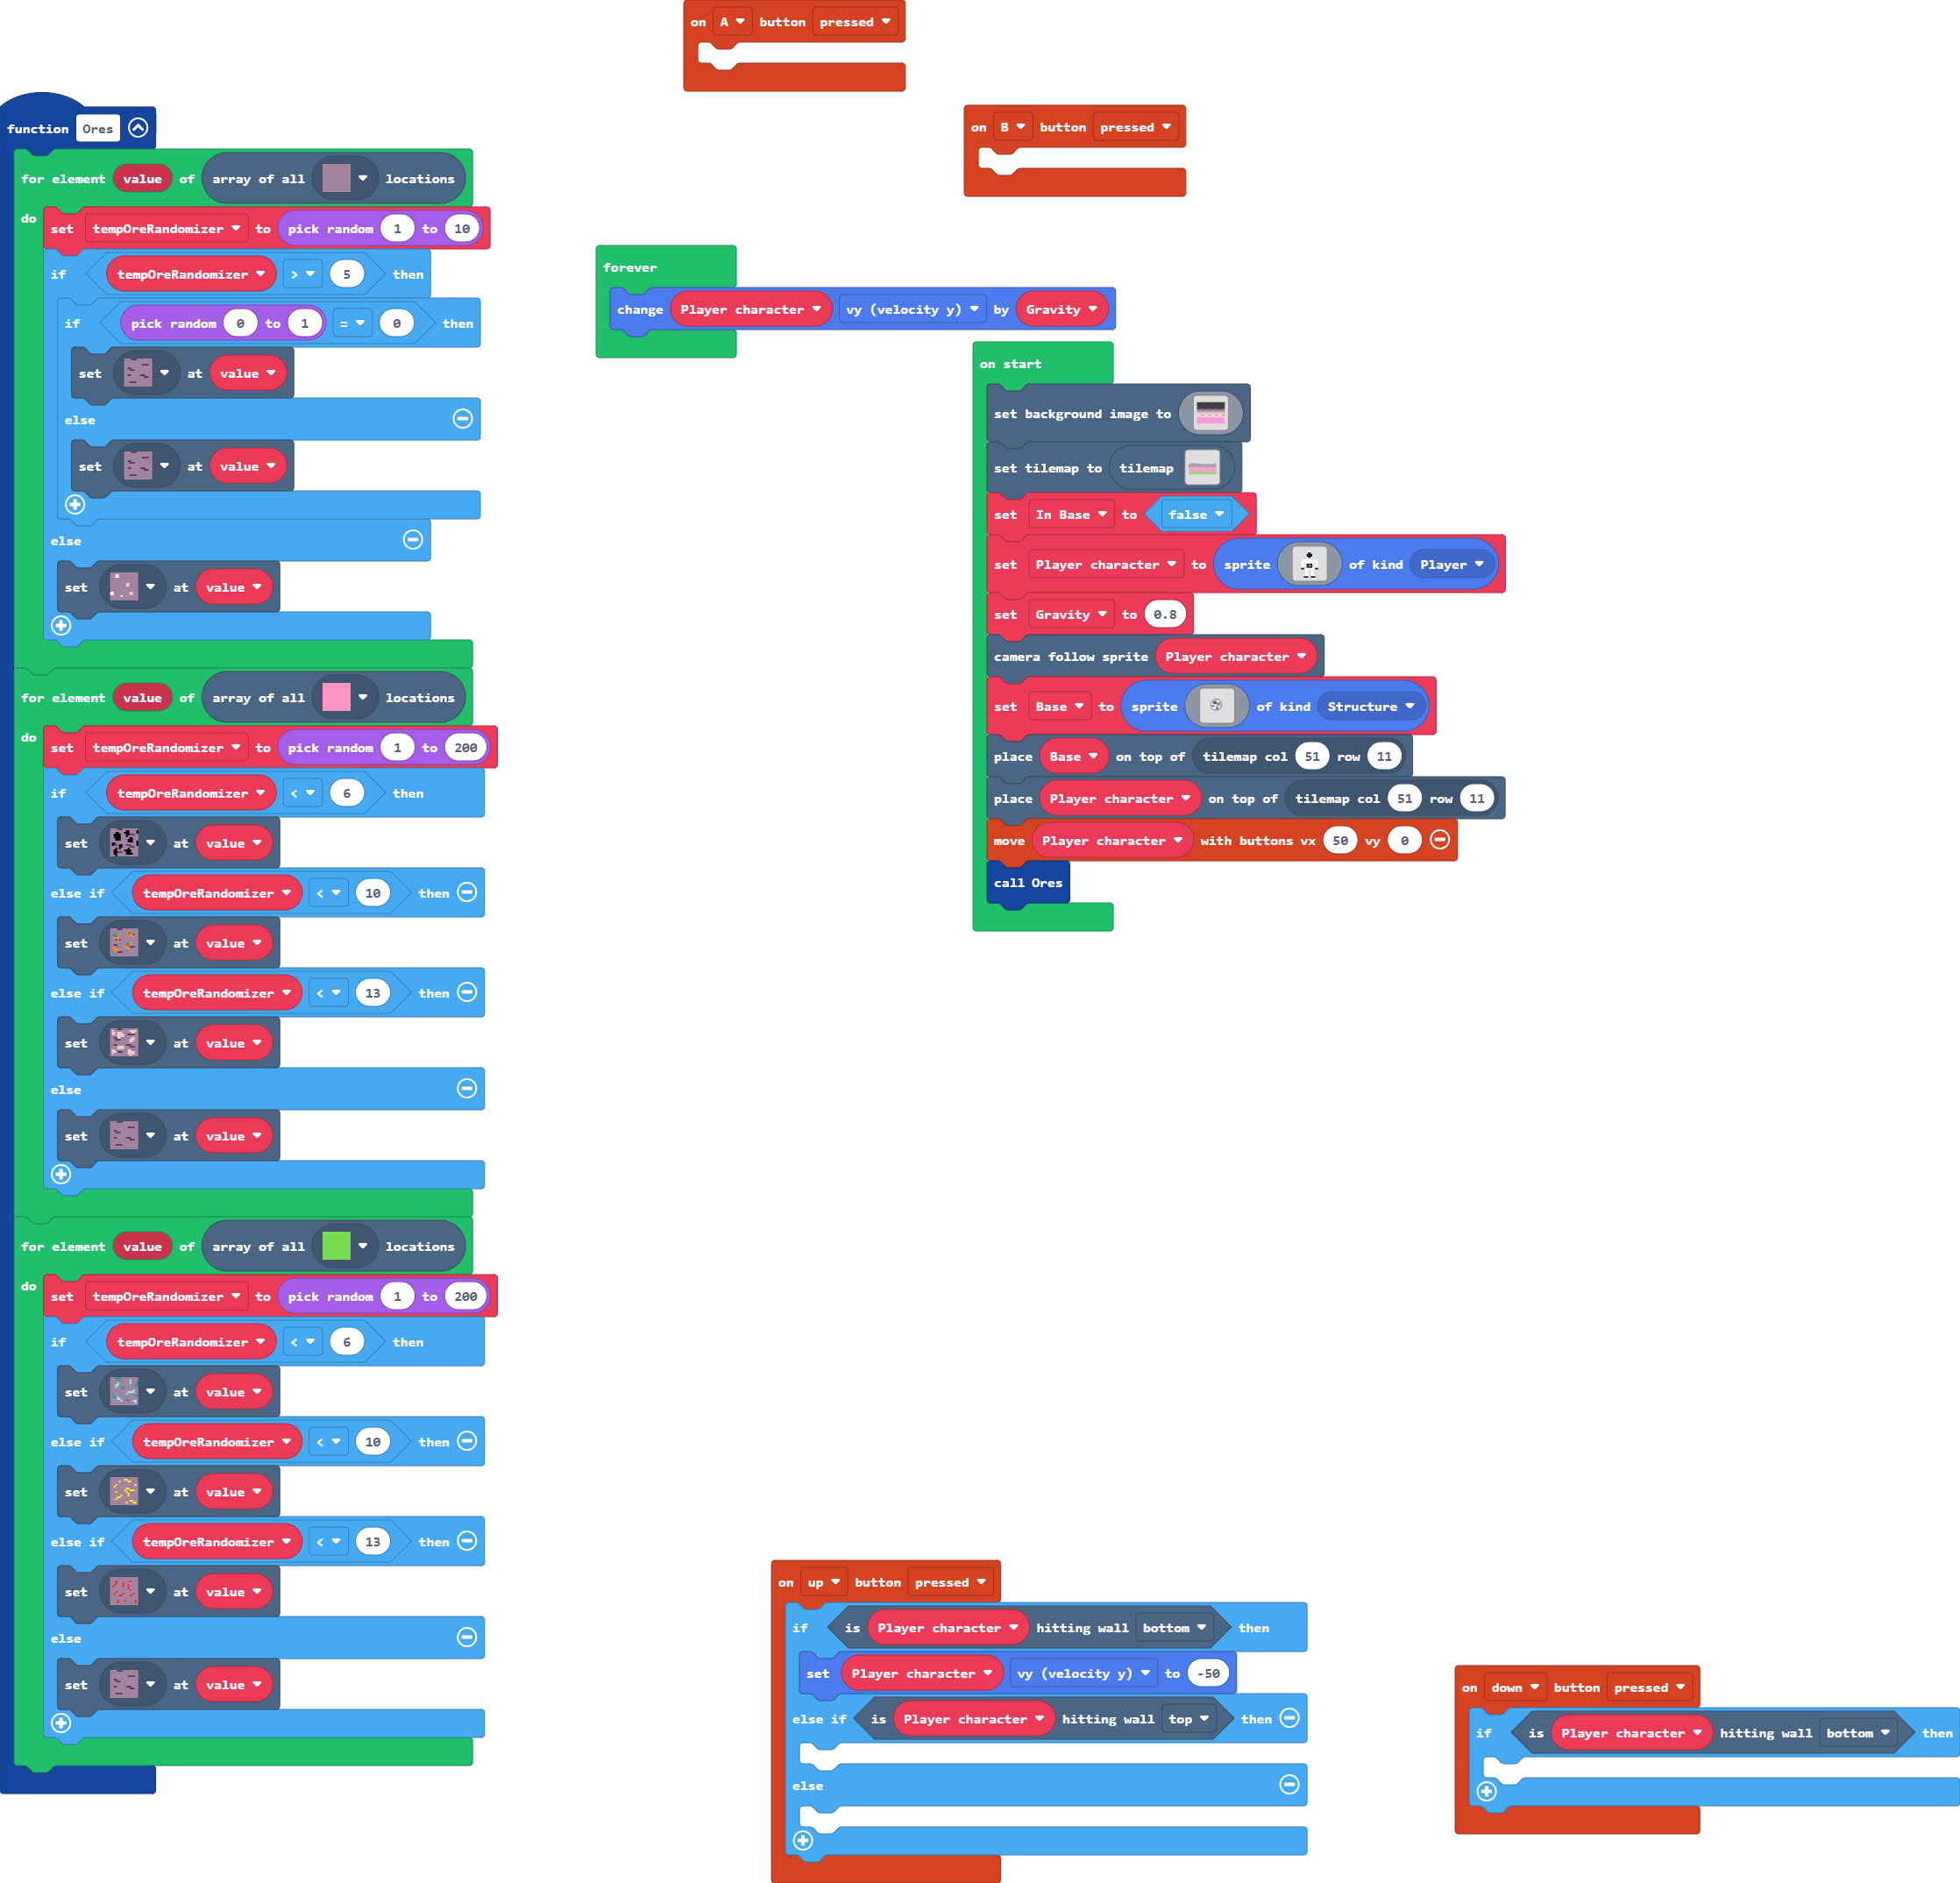 on A button pressed
on B button pressed
function Ores
for element value of array of all locations
do
set tempOreRandomizer to pick random 1 to 10
if tempOreRandomizer > 5 then
if pick random 0 to 1 = 0 then
set at value
else
set at value
else
set at value
for element value of array of all locations
do
set tempOreRandomizer to pick random 1 to 200
if tempOreRandomizer < 6 then
set at value
else if tempOreRandomizer < 10 then
set at value
else if tempOreRandomizer < 13 then
set at value
else
set at value
for element value of array of all locations
do
set tempOreRandomizer to pick random 1 to 200
if tempOreRandomizer < 6 then
set at value
else if tempOreRandomizer < 10 then
set at value
else if tempOreRandomizer < 13 then
set at value
else
set at value
forever
change Player character vy (velocity y) by Gravity
on start
set background image to
set tilemap to tilemap
set In Base to false
set Player character to sprite of kind Player
set Gravity to 0.8
camera follow sprite Player character
set Base to sprite of kind Structure
place Base on top of tilemap col 51 row 11
place Player character on top of tilemap col 51 row 11
move Player character with buttons vx 50 vy 0
call Ores
on up button pressed
if is Player character hitting wall bottom then
set Player character vy (velocity y) to -50
else if is Player character hitting wall top then
else
on down button pressed
if is Player character hitting wall bottom then